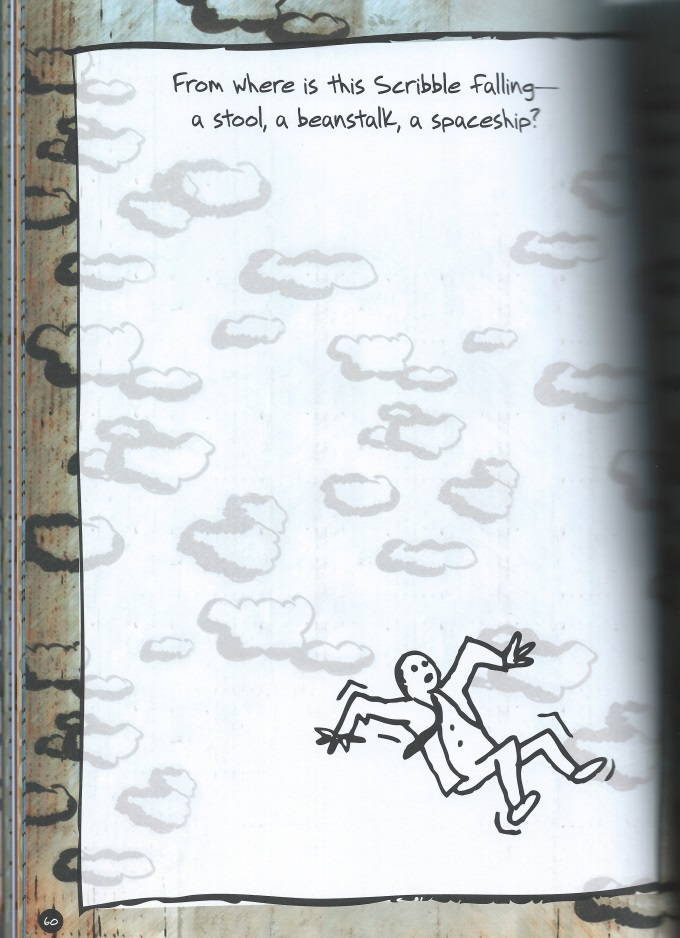 From where is this Scribble falling—
a stool, a beanstalk, a spaceship?
60